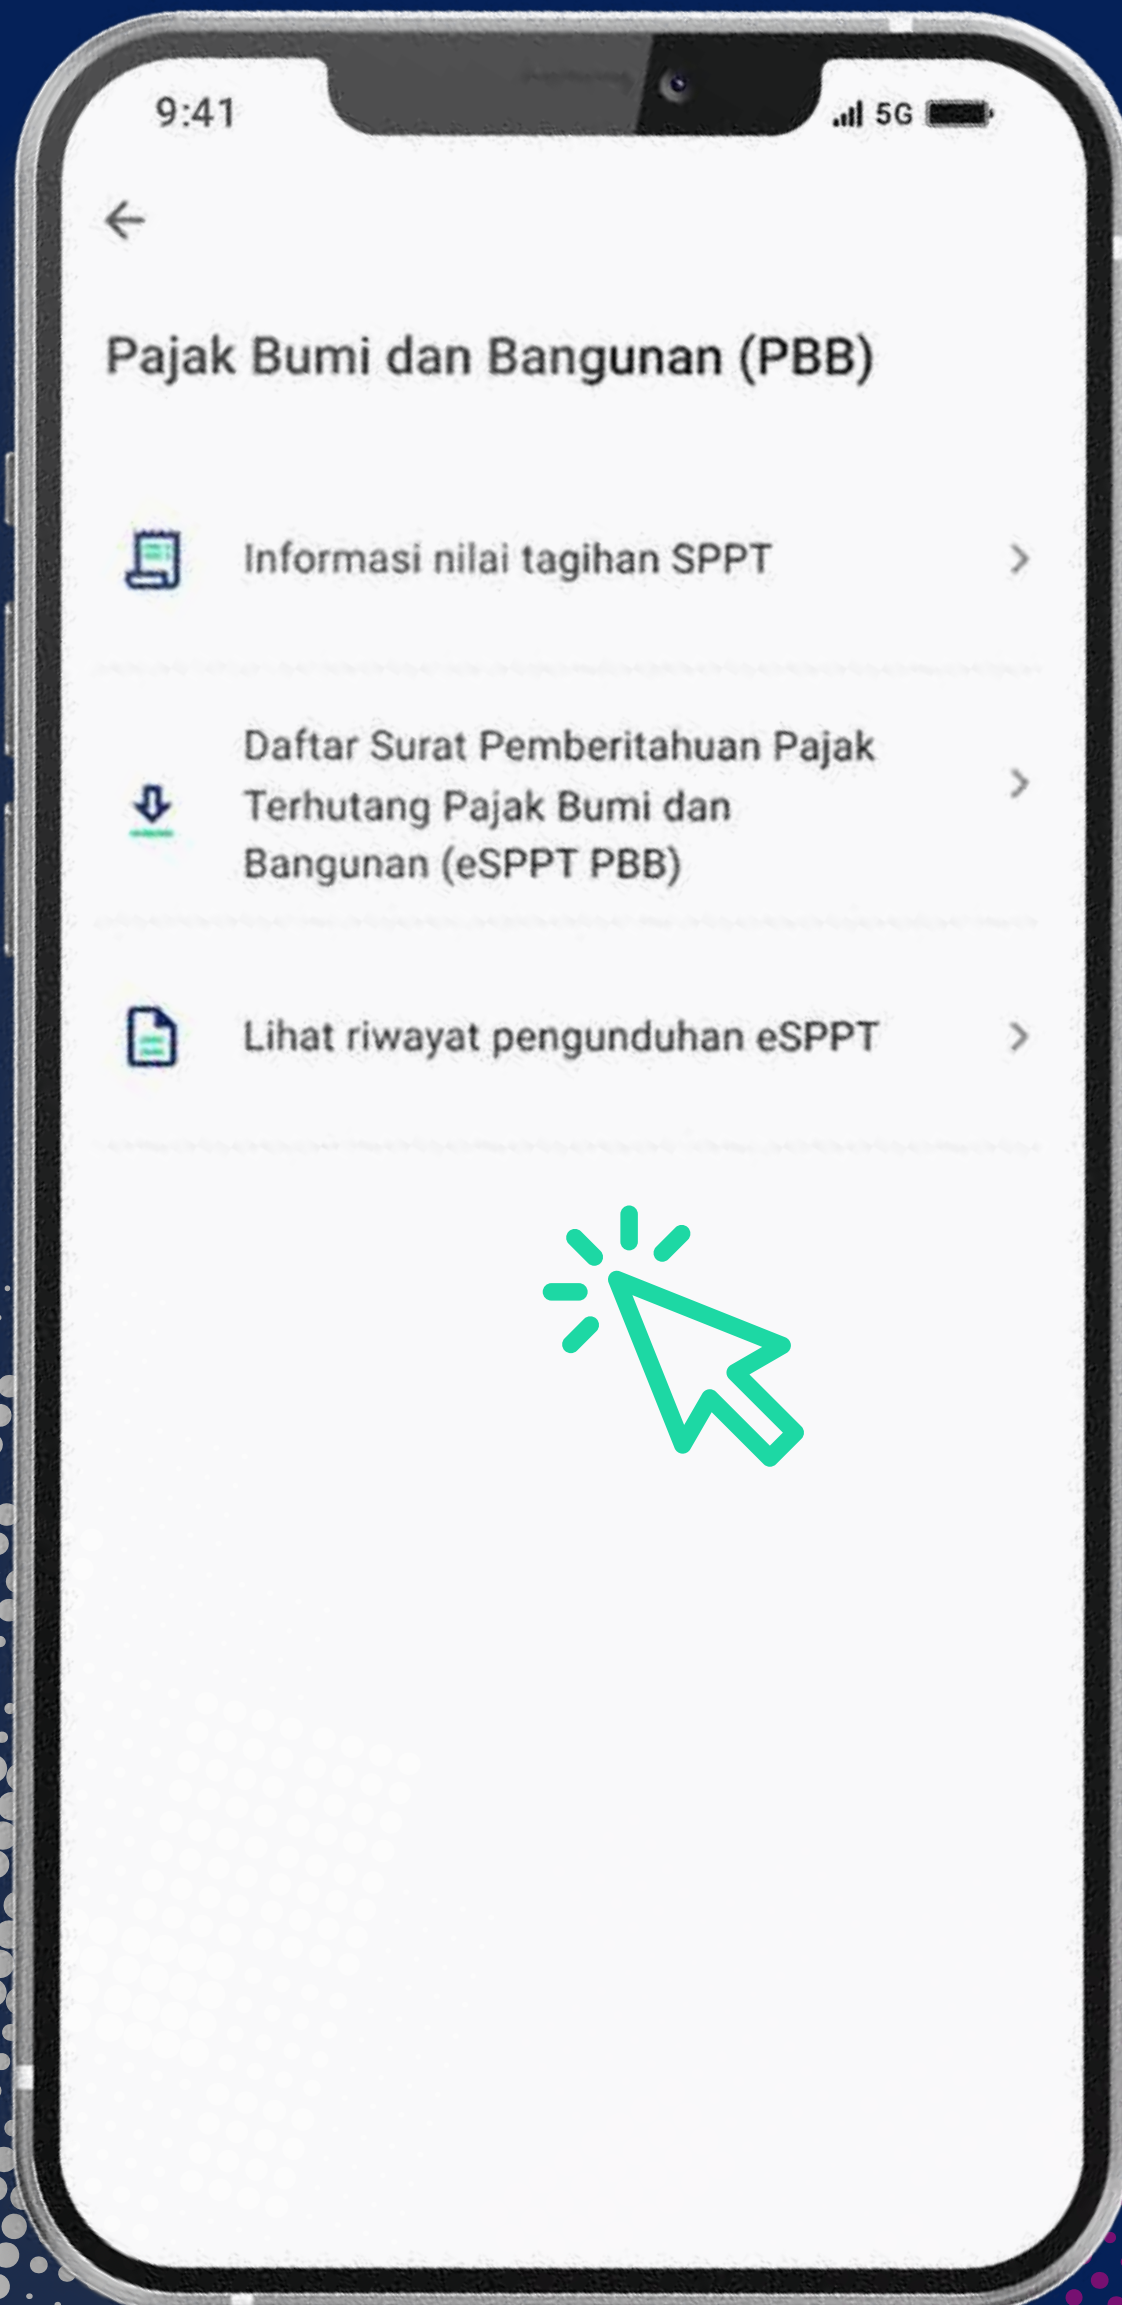 9:41
5G
Pajak Bumi dan Bangunan (PBB)
Informasi nilai tagihan SPPT
Daftar Surat Pemberitahuan Pajak
Terhutang Pajak Bumi dan
Bangunan (eSPPT PBB)
Lihat riwayat pengunduhan eSPPT